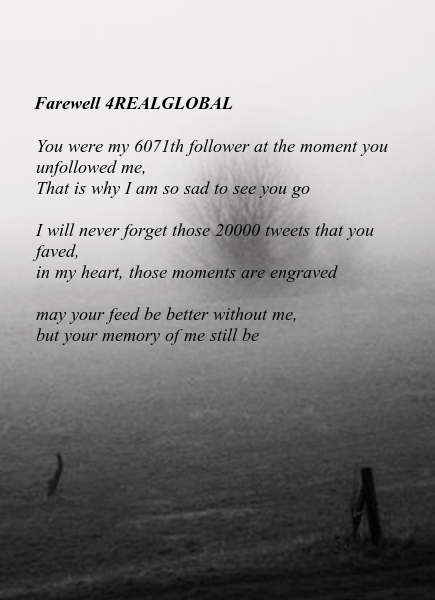 Farewell 4REALGLOBAL
You were my 6071th follower at the moment you
unfollowed me,
That is why I am so sad to see you go
I will never forget those 20000 tweets that you
faved,
in my heart, those moments are engraved
may your feed be better without me,
but your memory of me still be